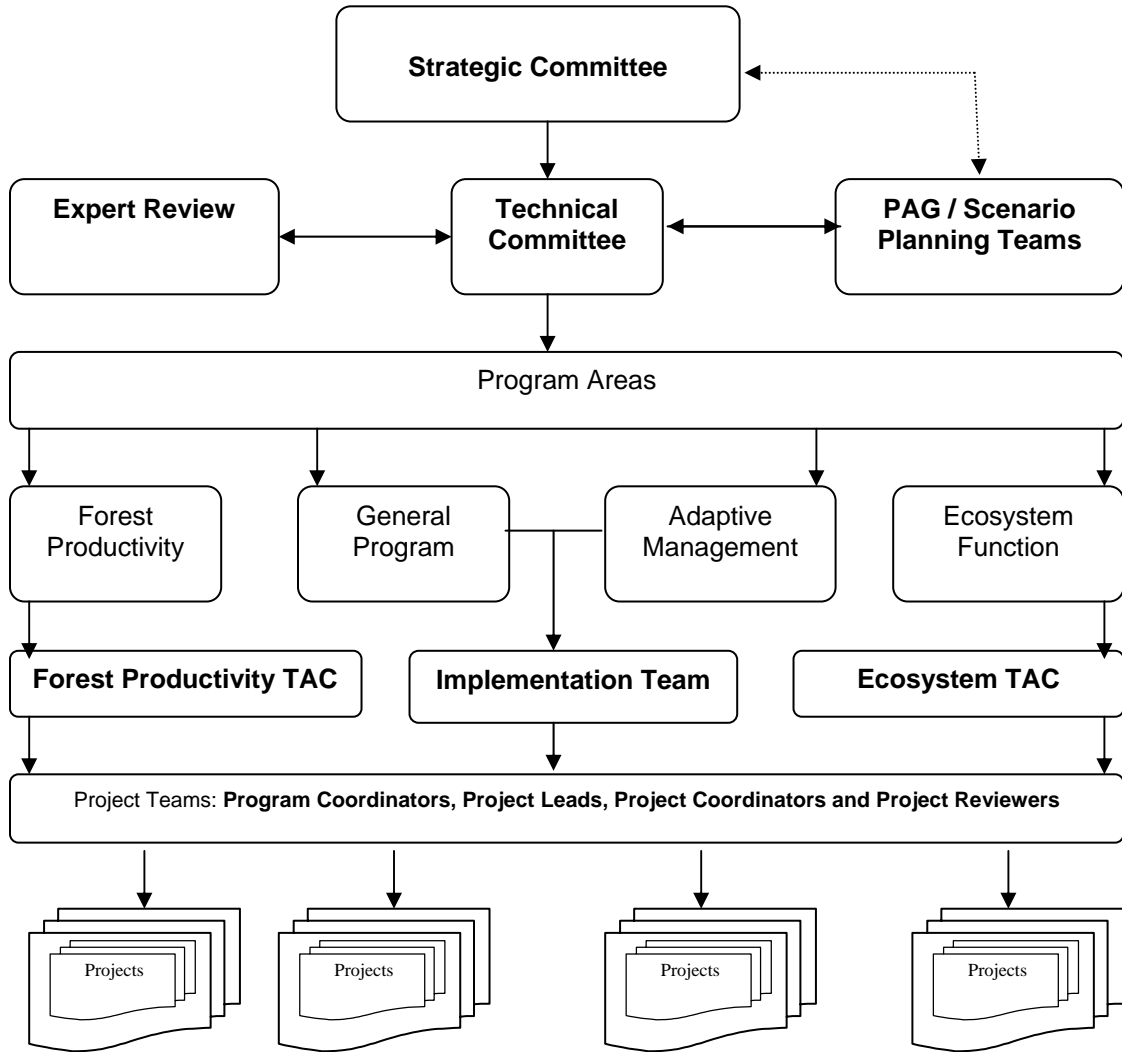 Strategic Committee
Expert Review
Technical
Committee
PAG / Scenario
Planning Teams
Program Areas
Forest
Productivity
General
Program
Adaptive
Management
Ecosystem
Function
Forest Productivity TAC
Implementation Team
Ecosystem TAC
Project Teams: Program Coordinators, Project Leads, Project Coordinators and Project Reviewers
Projects
Projects
Projects
Projects